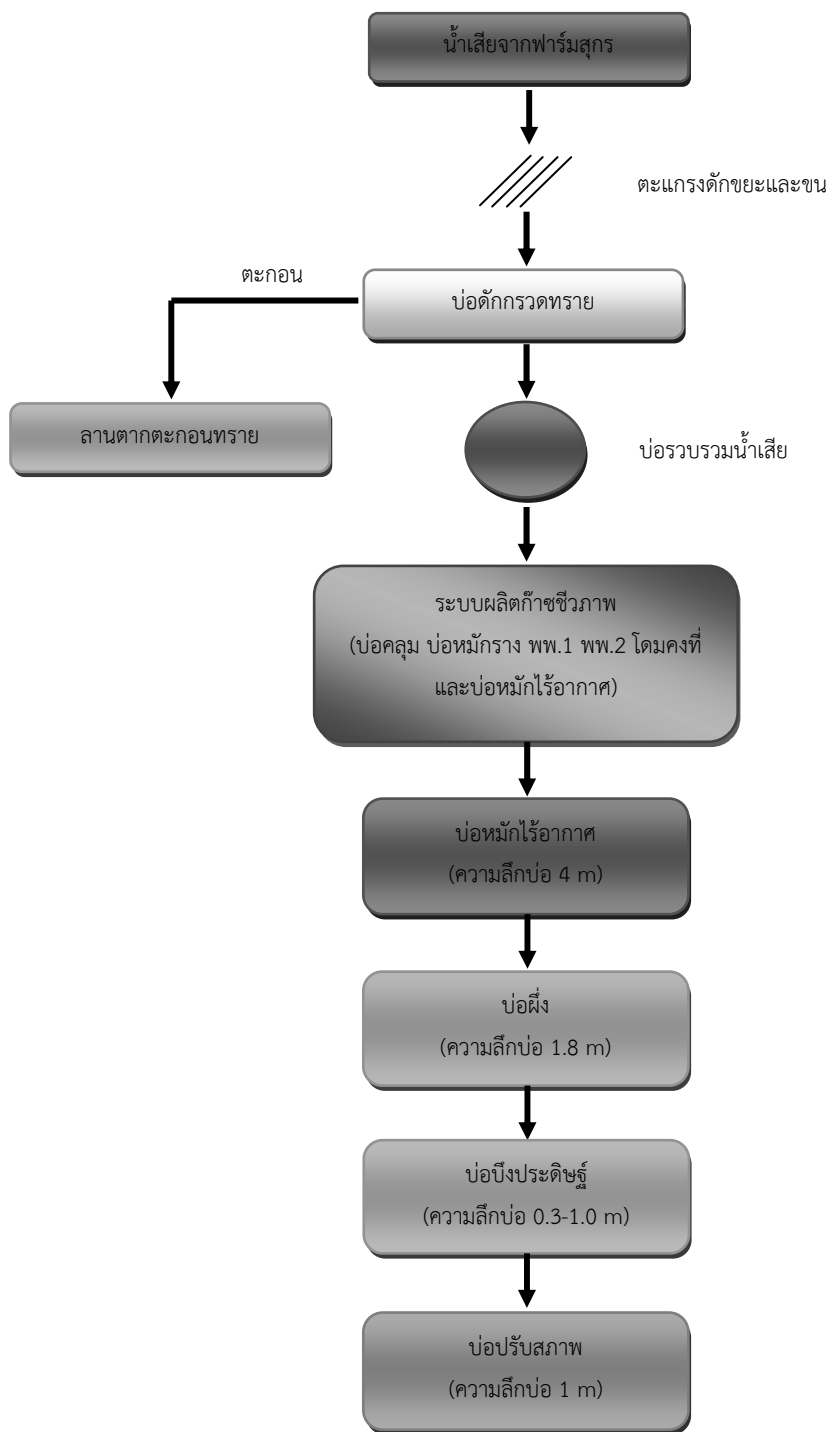 น้ำเสียจากฟาร์มสุกร
ตะแกรงดักขยะและขน
ตะกอน
บ่อดักกรวดทราย
ลานตากตะกอนทราย
บ่อรวบรวมน้ำเสีย
ระบบผลิตก๊าซชีวภาพ
(บ่อคลุม บ่อหมักราง พพ.1 พพ.2 โดมคงที่
และบ่อหมักไร้อากาศ)
บ่อหมักไร้อากาศ
(ความลึกบ่อ 4 m)
บ่อผึ่ง
(ความลึกบ่อ 1.8 m)
บ่อบึงประดิษฐ์
(ความลึกบ่อ 0.3-1.0 m)
บ่อปรับสภาพ
(ความลึกบ่อ 1 m)